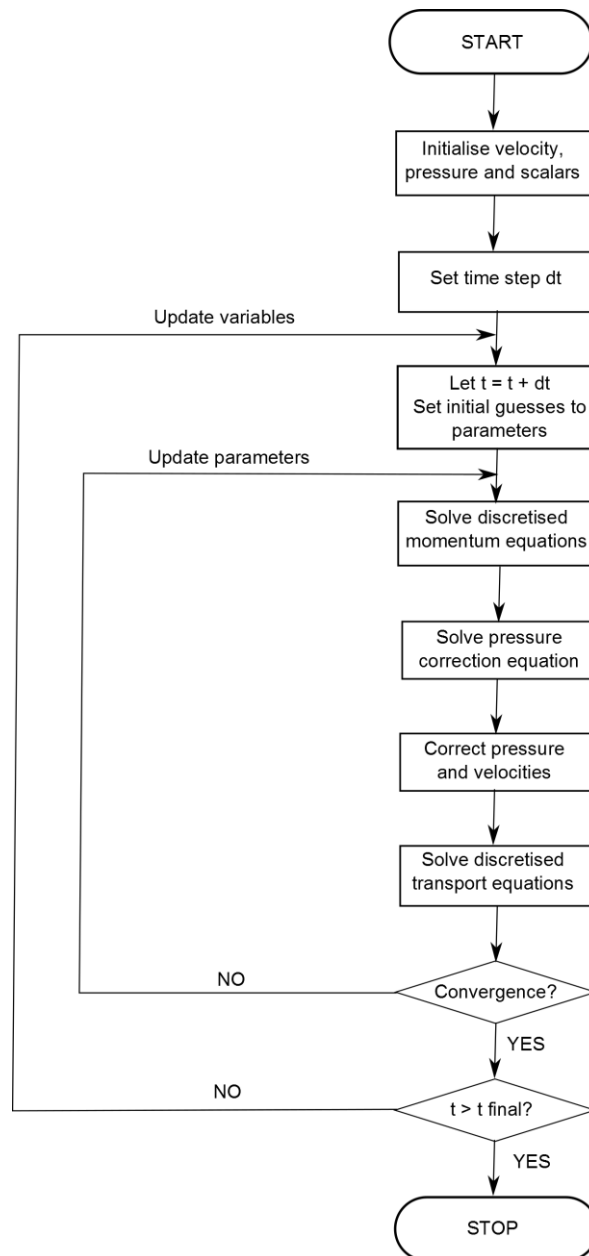 START
Initialise velocity,
pressure and scalars
Set time step dt
Update variables
Let t = t + dt
Set initial guesses to
parameters
Update parameters
Solve discretised
momentum equations
Solve pressure
correction equation
Correct pressure
and velocities
Solve discretised
transport equations
NO
Convergence?
YES
NO
t > t final?
YES
STOP